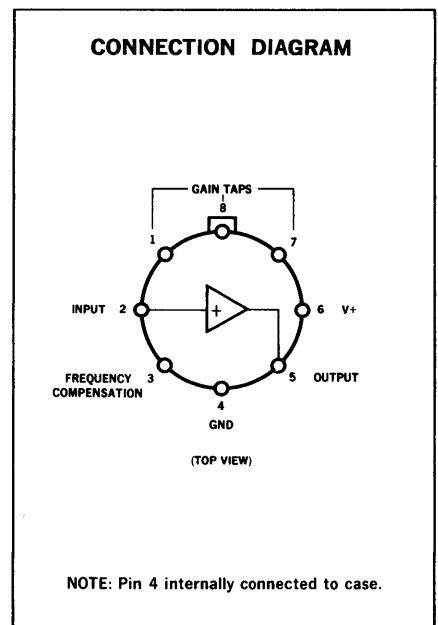 CONNECTION DIAGRAM
GAIN TAPS
8
1
7
INPUT 2
+
6 V+
FREQUENCY
COMPENSATION
3
5 OUTPUT
4
GND
(TOP VIEW)
NOTE: Pin 4 internally connected to case.